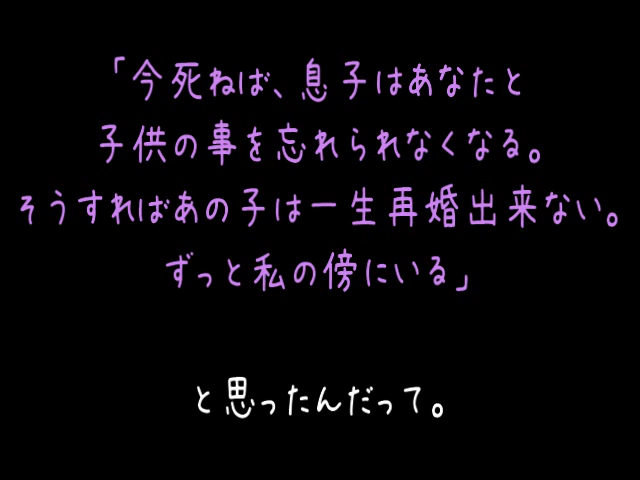 「今死ねば、息子はあなたと
子供の事を忘れられなくなる。
そうすればあの子は一生再婚出来ない。
ずっと私の傍にいる」
と思ったんだって。